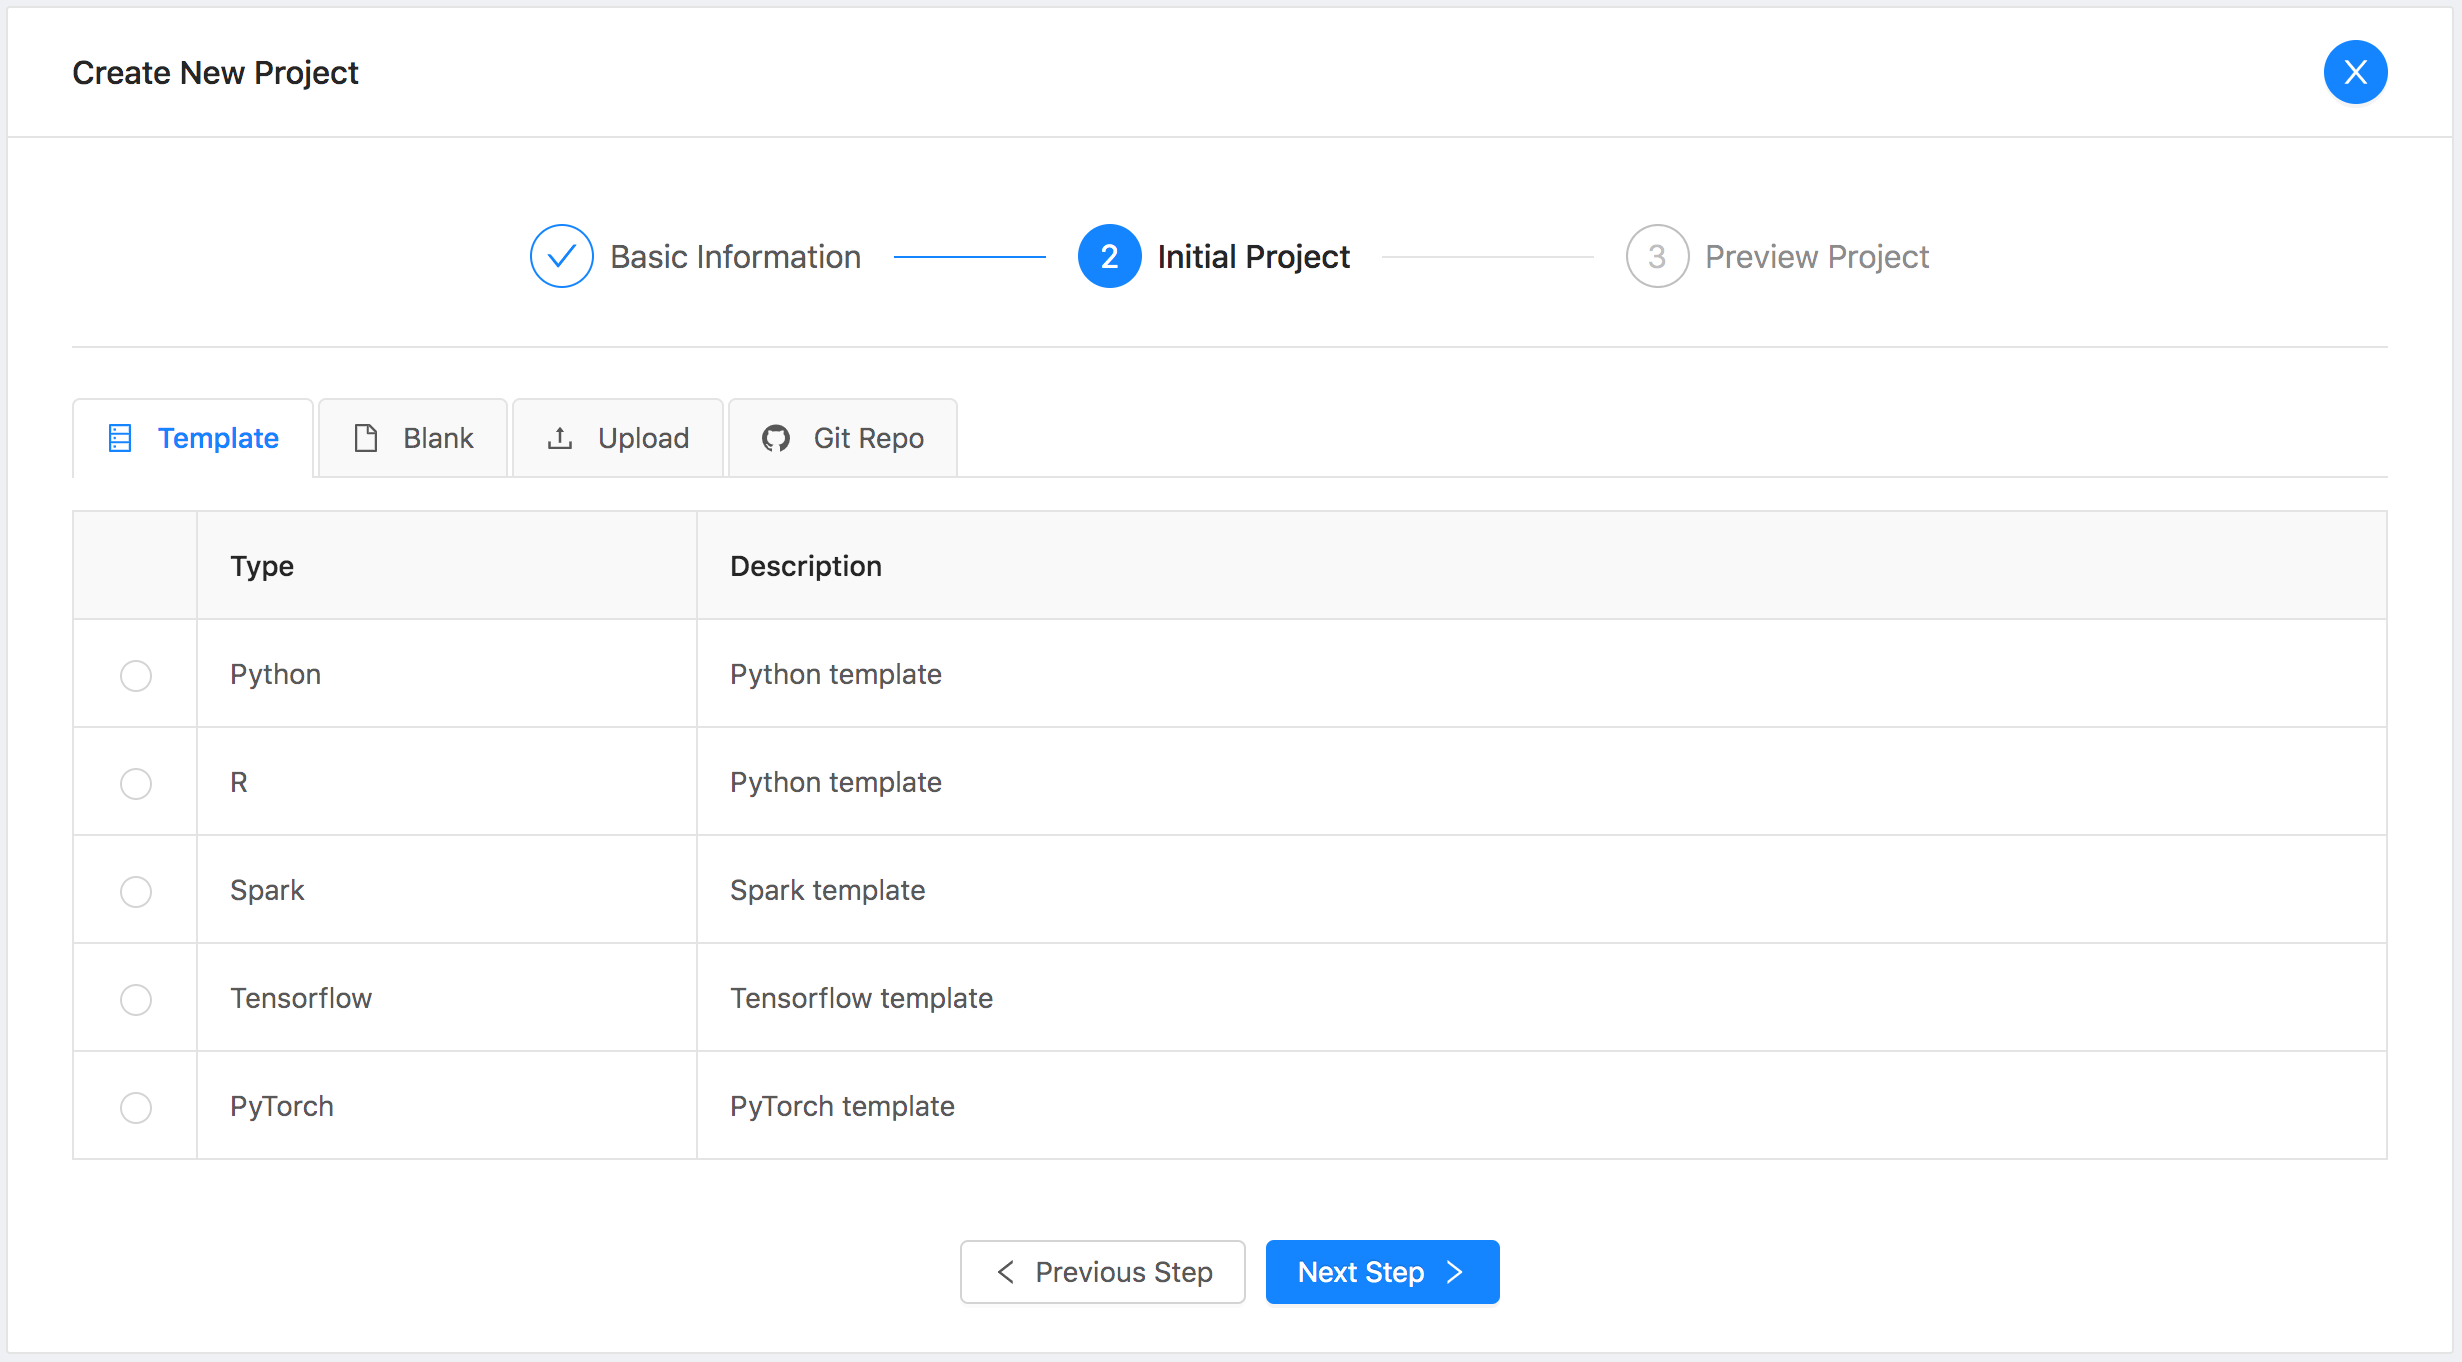 Create New Project
X
Basic Information 2 Initial Project 3 Preview Project
Template Blank Upload Git Repo
Type Description
Python Python template
R Python template
Spark Spark template
Tensorflow Tensorflow template
PyTorch PyTorch template
< Previous Step Next Step >